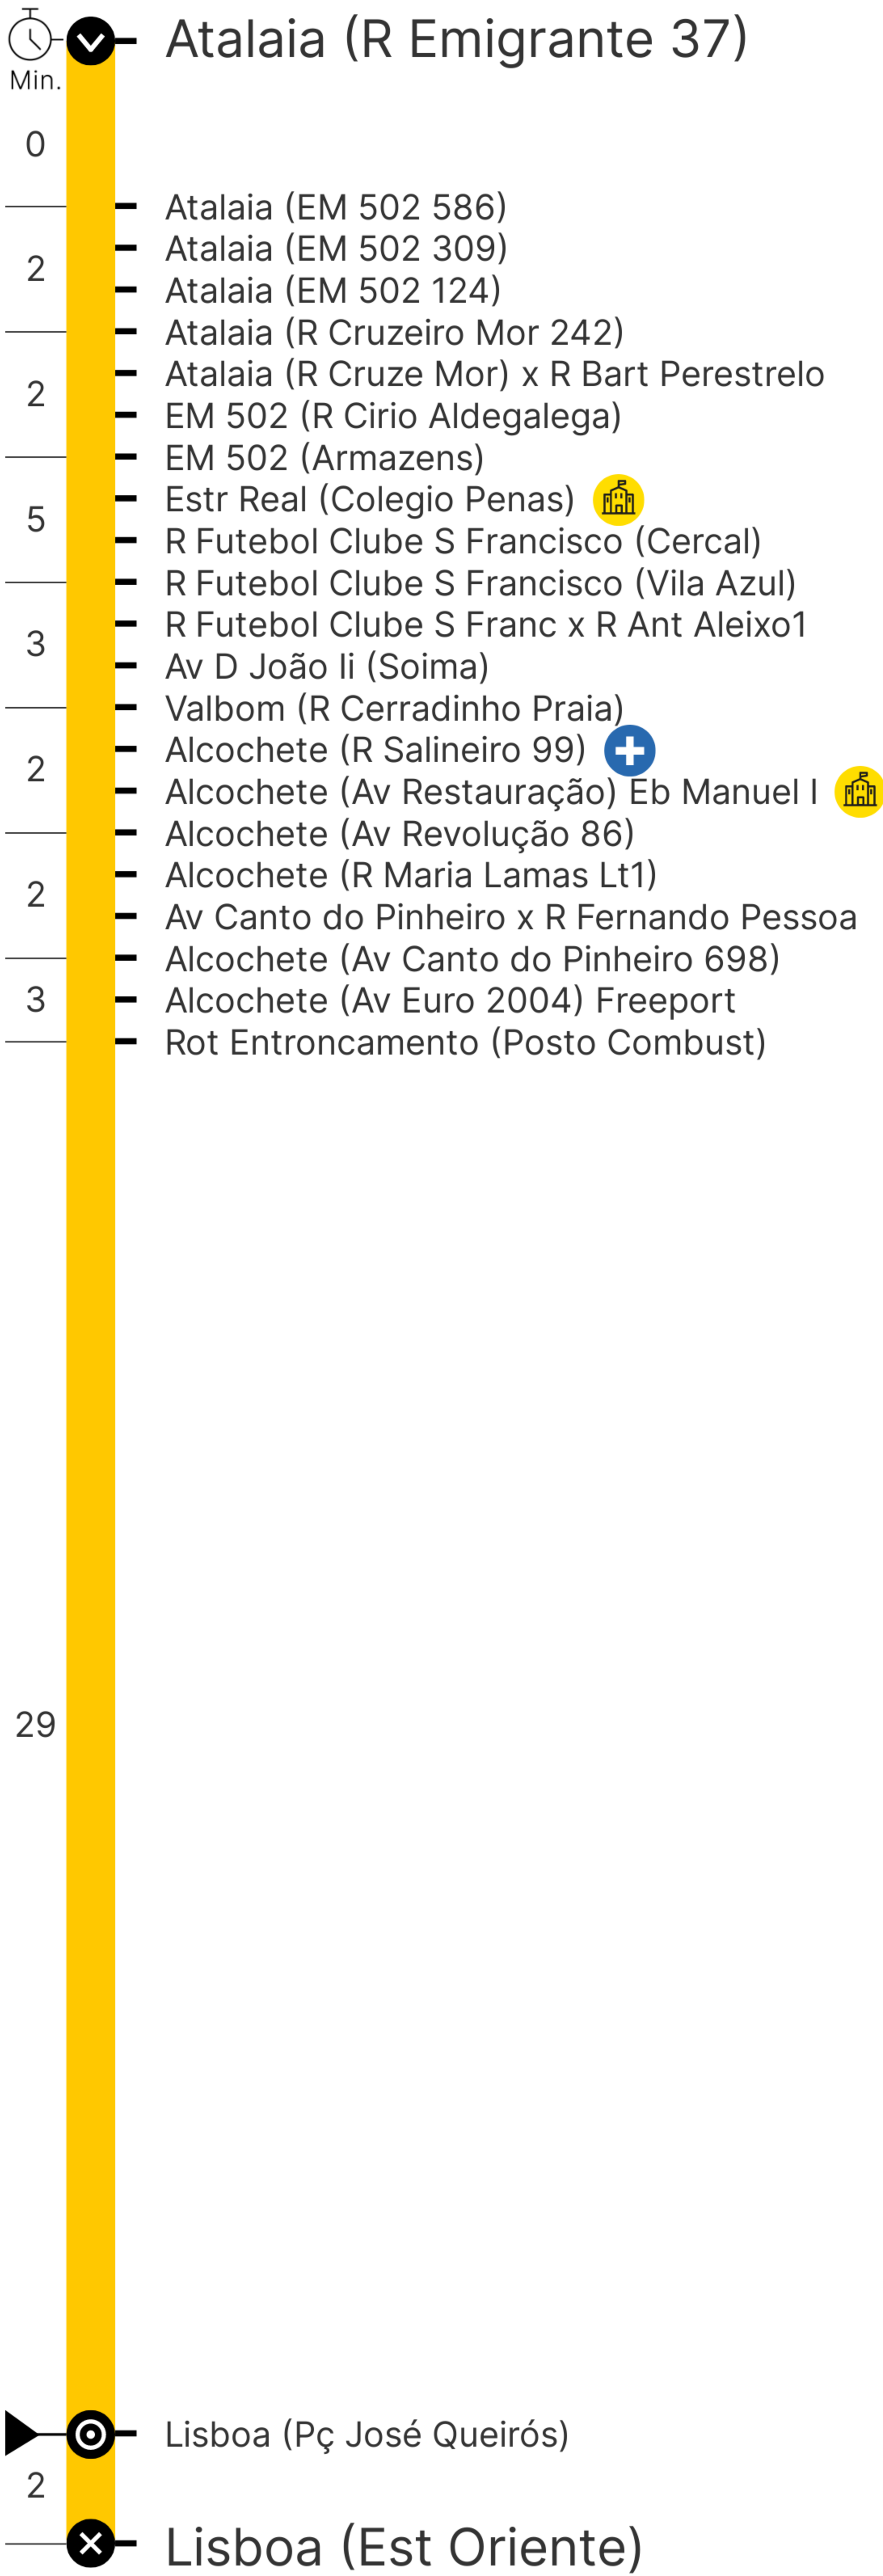 Atalaia (R Emigrante 37)
Min.
0
Atalaia (EM 502 586)
Atalaia (EM 502 309)
2
Atalaia (EM 502 124)
Atalaia (R Cruzeiro Mor 242)
Atalaia (R Cruze Mor) x R Bart Perestrelo
2
EM 502 (R Cirio Aldegalega)
EM 502 (Armazens)
Estr Real (Colegio Penas)
5
R Futebol Clube S Francisco (Cercal)
R Futebol Clube S Francisco (Vila Azul)
R Futebol Clube S Franc x R Ant Aleixo1
3
Av D João Ii (Soima)
Valbom (R Cerradinho Praia)
Alcochete (R Salineiro 99)
2
Alcochete (Av Restauração) Eb Manuel I
Alcochete (Av Revolução 86)
Alcochete (R Maria Lamas Lt1)
2
Av Canto do Pinheiro x R Fernando Pessoa
Alcochete (Av Canto do Pinheiro 698)
3
Alcochete (Av Euro 2004) Freeport
Rot Entroncamento (Posto Combust)
29
Lisboa (Pç José Queirós)
2
Lisboa (Est Oriente)